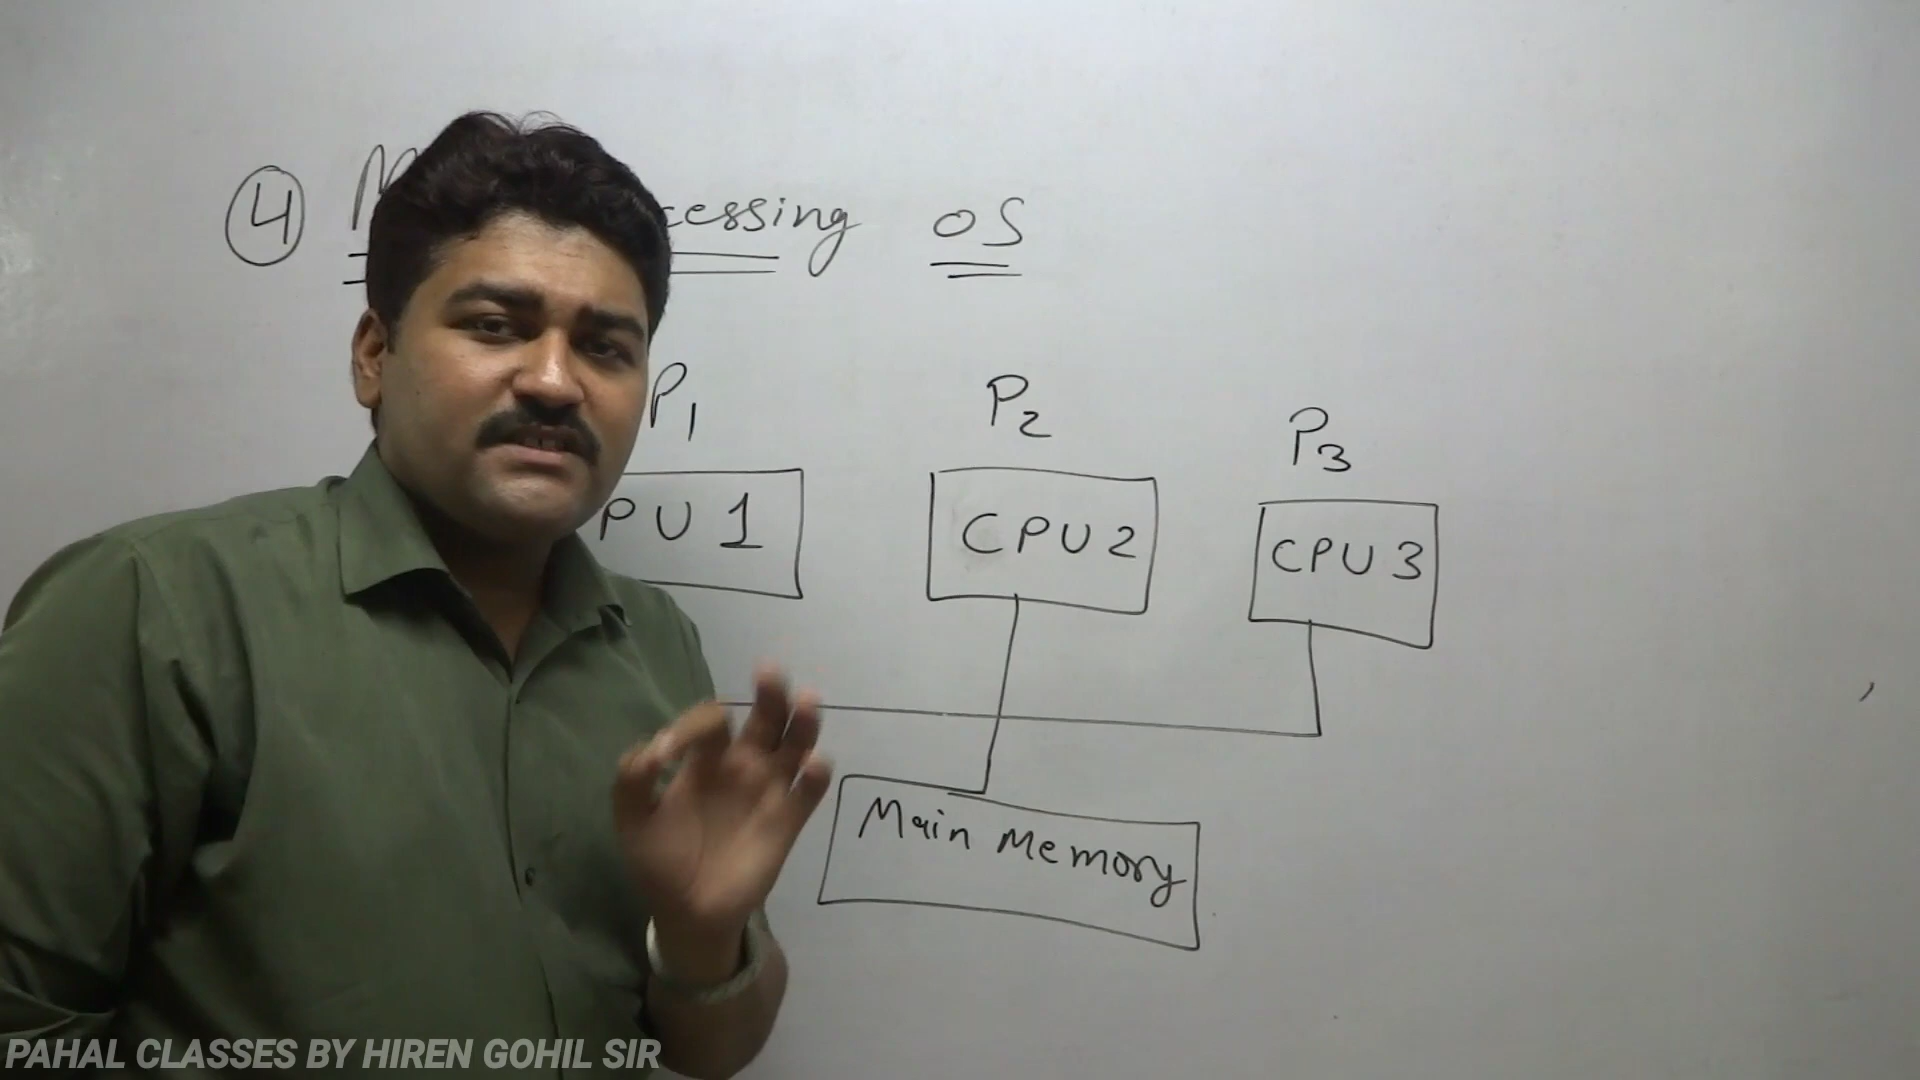 4 cessing OS
P1 P2 P3
PU 1 CPU 2 CPU 3
Main Memory
PAHAL CLASSES BY HIREN GOHIL SIR